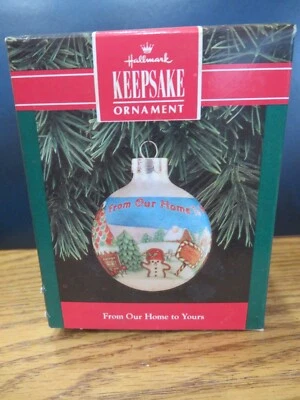 Hallmark
KEEPSAKE
ORNAMENT
From Our Home
From Our Home to Yours